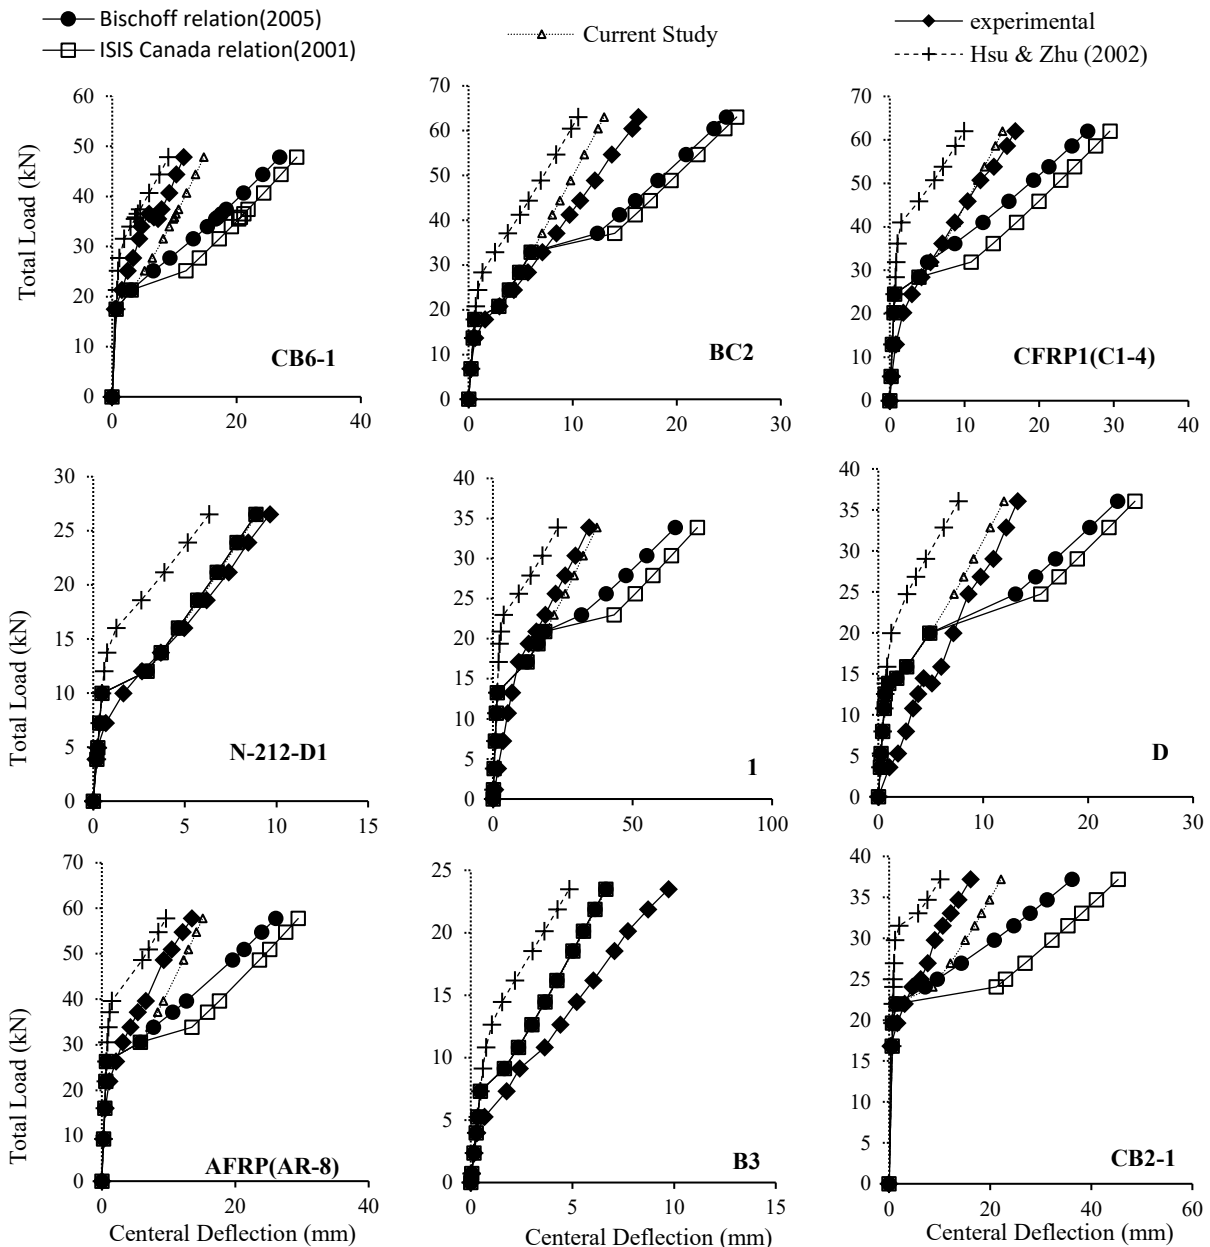 Bischoff relation(2005)
ISIS Canada relation(2001)
Current Study
experimental
Hsu & Zhu (2002)
Total Load (kN)
60
50
40
30
20
10
0
0 20 40
CB6-1
70
60
50
40
30
20
10
0
0 10 20 30
BC2
70
60
50
40
30
20
10
0
0 10 20 30 40
CFRP1(C1-4)
Total Load (kN)
30
25
20
15
10
5
0
0 5 10 15
N-212-D1
40
35
30
25
20
15
10
5
0
0 50 100
1
40
35
30
25
20
15
10
5
0
0 10 20 30
D
Total Load (kN)
70
60
50
40
30
20
10
0
0 20 40
AFRP(AR-8)
Centeral Deflection (mm)
25
20
15
10
5
0
0 5 10 15
B3
Centeral Deflection (mm)
40
35
30
25
20
15
10
5
0
0 20 40 60
CB2-1
Centeral Deflection (mm)